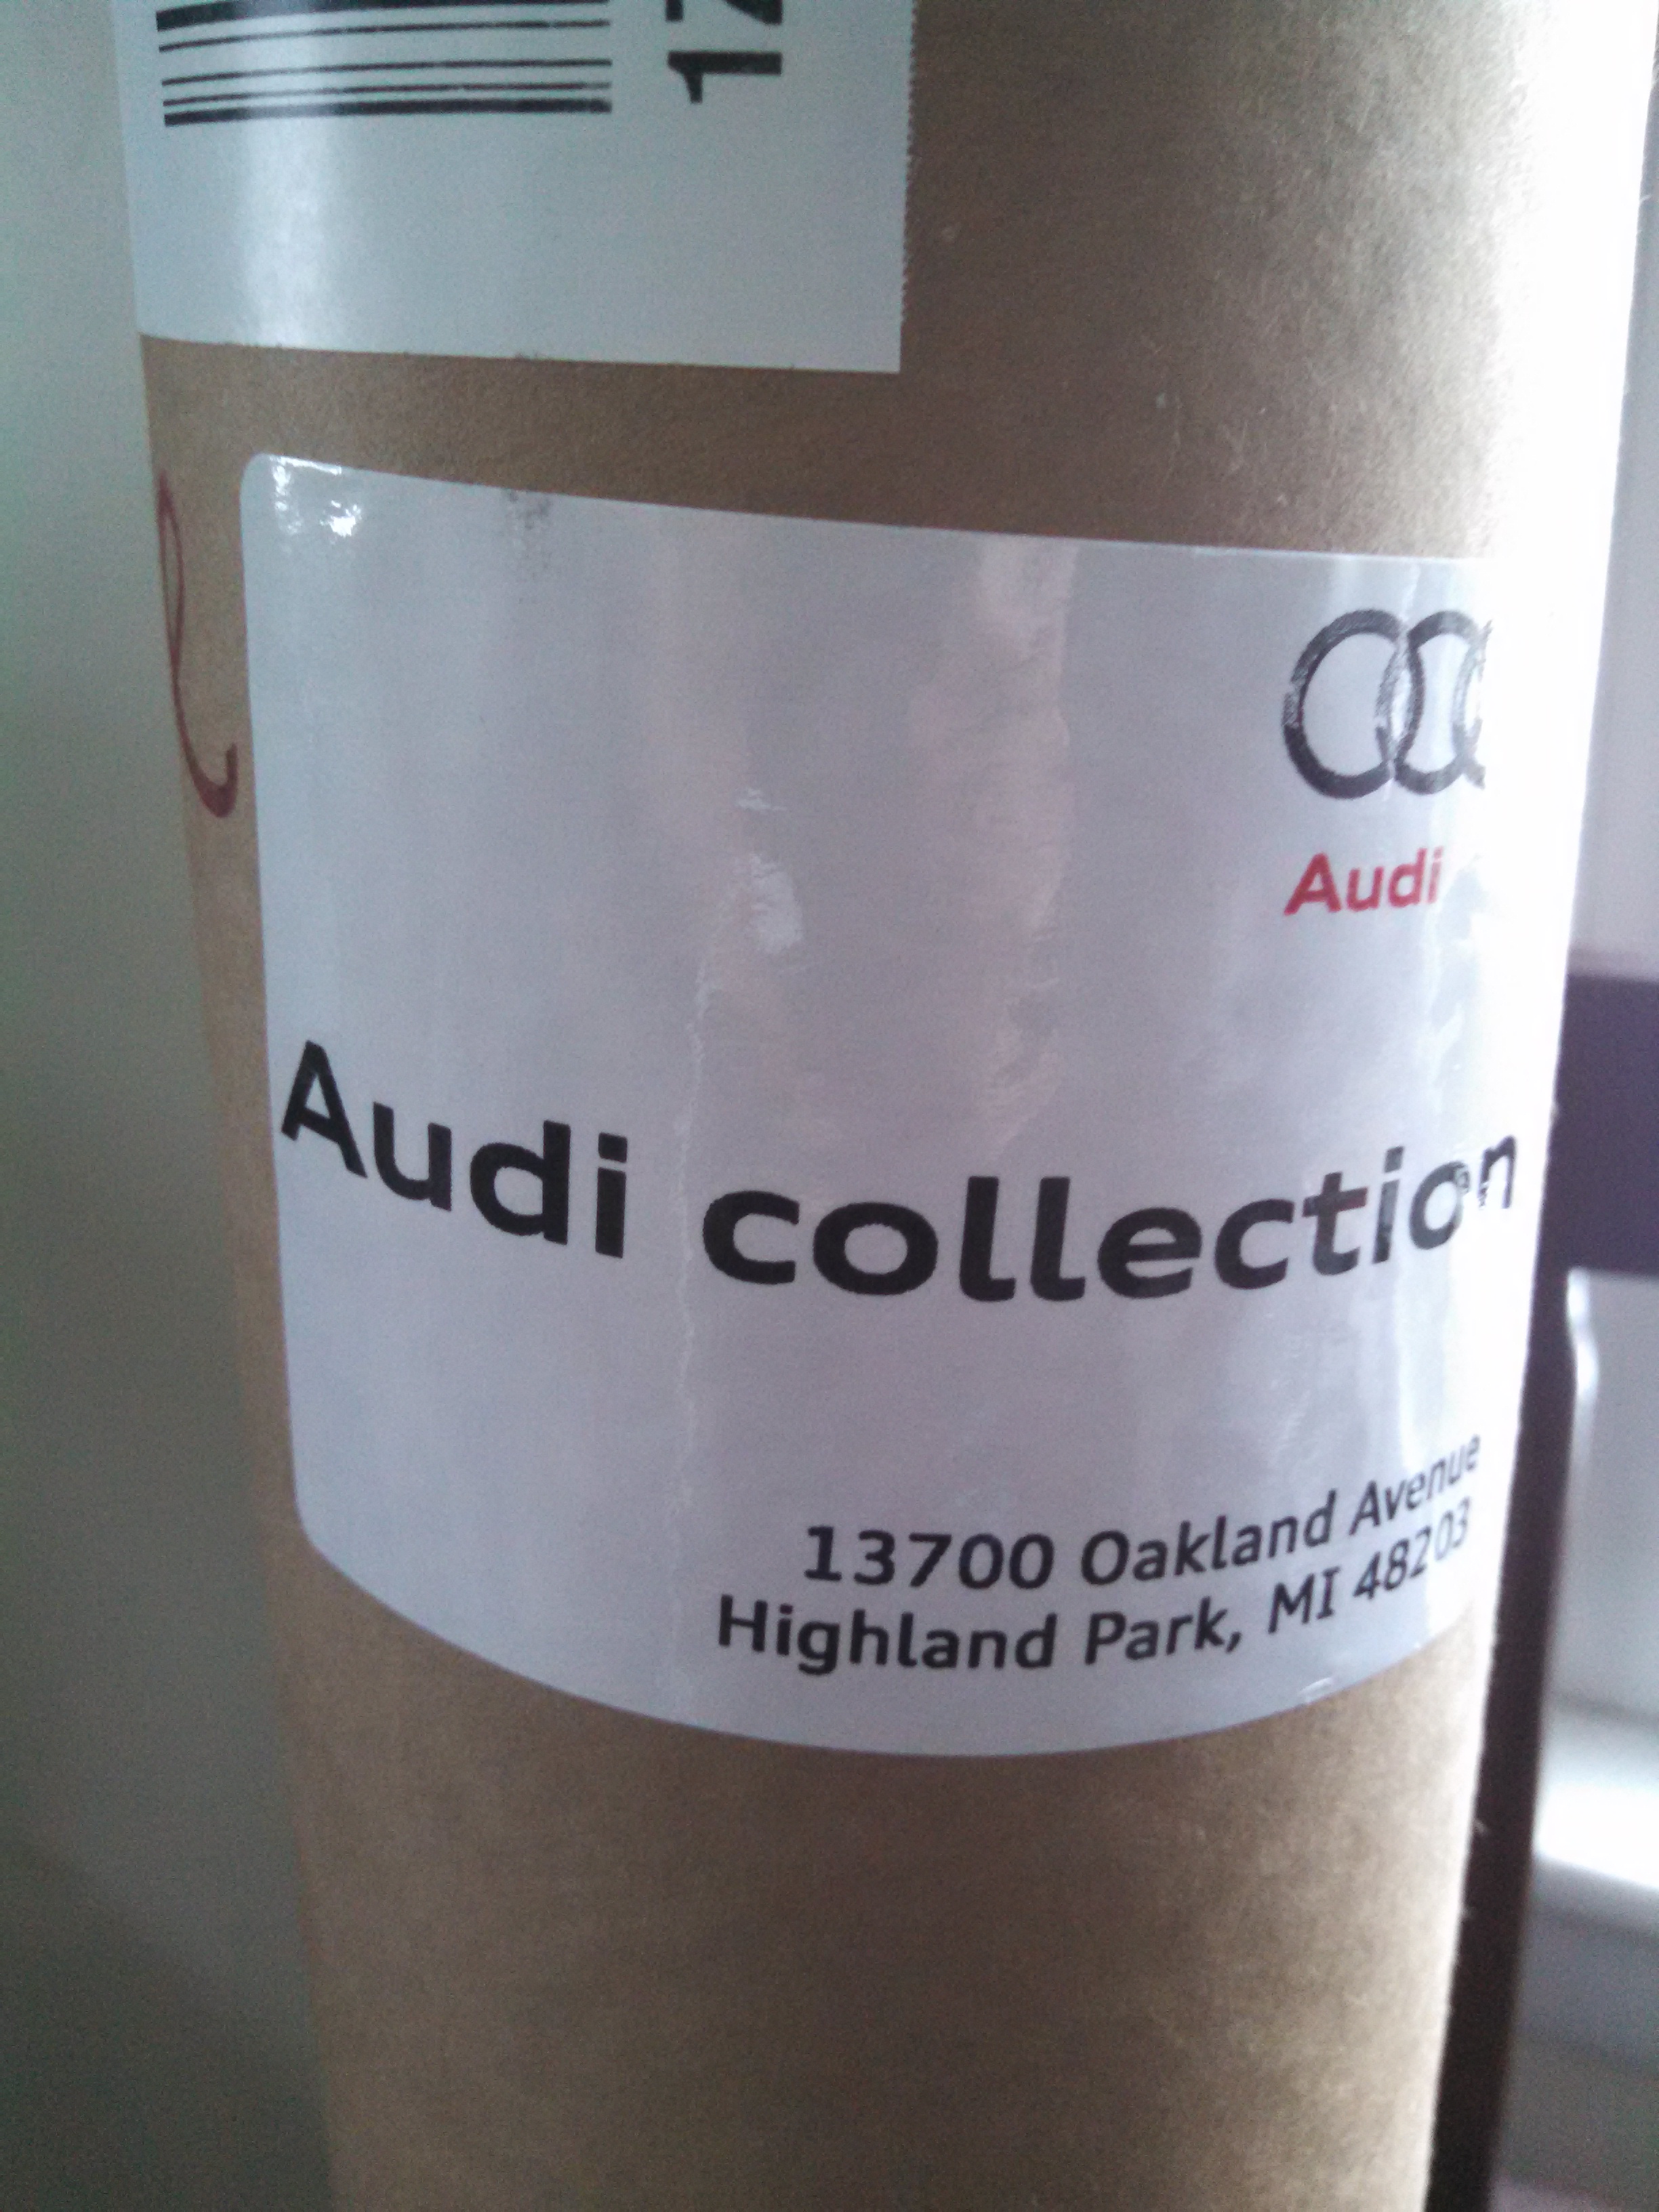 Audi
Audi collection
13700 Oakland Avenue
Highland Park, MI 48203